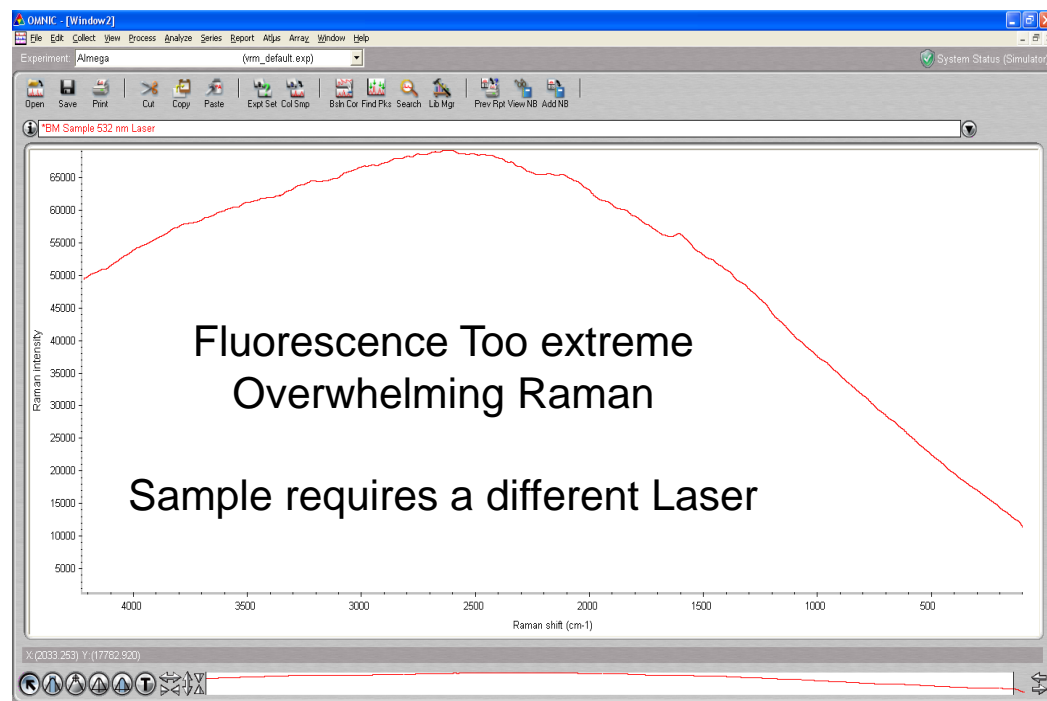 OMNIC - [Window2]
File Edit Collect View Process Analyze Series Report Atlµs Array Window Help
Experiment: Almega (vrm_default.exp)
System Status (Simulator)
Open Save Print Cut Copy Paste Expt Set Col Smp Bsln Cor Find Pks Search Lib Mgr Prev Rpt View NB Add NB
*BM Sample 532 nm Laser
65000
60000
55000
50000
45000
40000
35000
30000
25000
20000
15000
10000
5000
Raman intensity
Fluorescence Too extreme
Overwhelming Raman
Sample requires a different Laser
4000 3500 3000 2500 2000 1500 1000 500
Raman shift (cm-1)
X:(2033.253) Y:(17782.920)
T